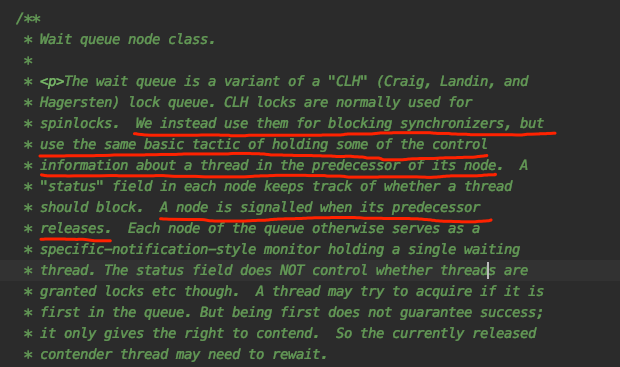 /**
* Wait queue node class.
*
* <p>The wait queue is a variant of a "CLH" (Craig, Landin, and
* Hagersten) lock queue. CLH locks are normally used for
* spinlocks.  We instead use them for blocking synchronizers, but
* use the same basic tactic of holding some of the control
* information about a thread in the predecessor of its node.  A
* "status" field in each node keeps track of whether a thread
* should block.  A node is signalled when its predecessor
* releases.  Each node of the queue otherwise serves as a
* specific-notification-style monitor holding a single waiting
* thread. The status field does NOT control whether threads are
* granted locks etc though.  A thread may try to acquire if it is
* first in the queue. But being first does not guarantee success;
* it only gives the right to contend.  So the currently released
* contender thread may need to rewait.